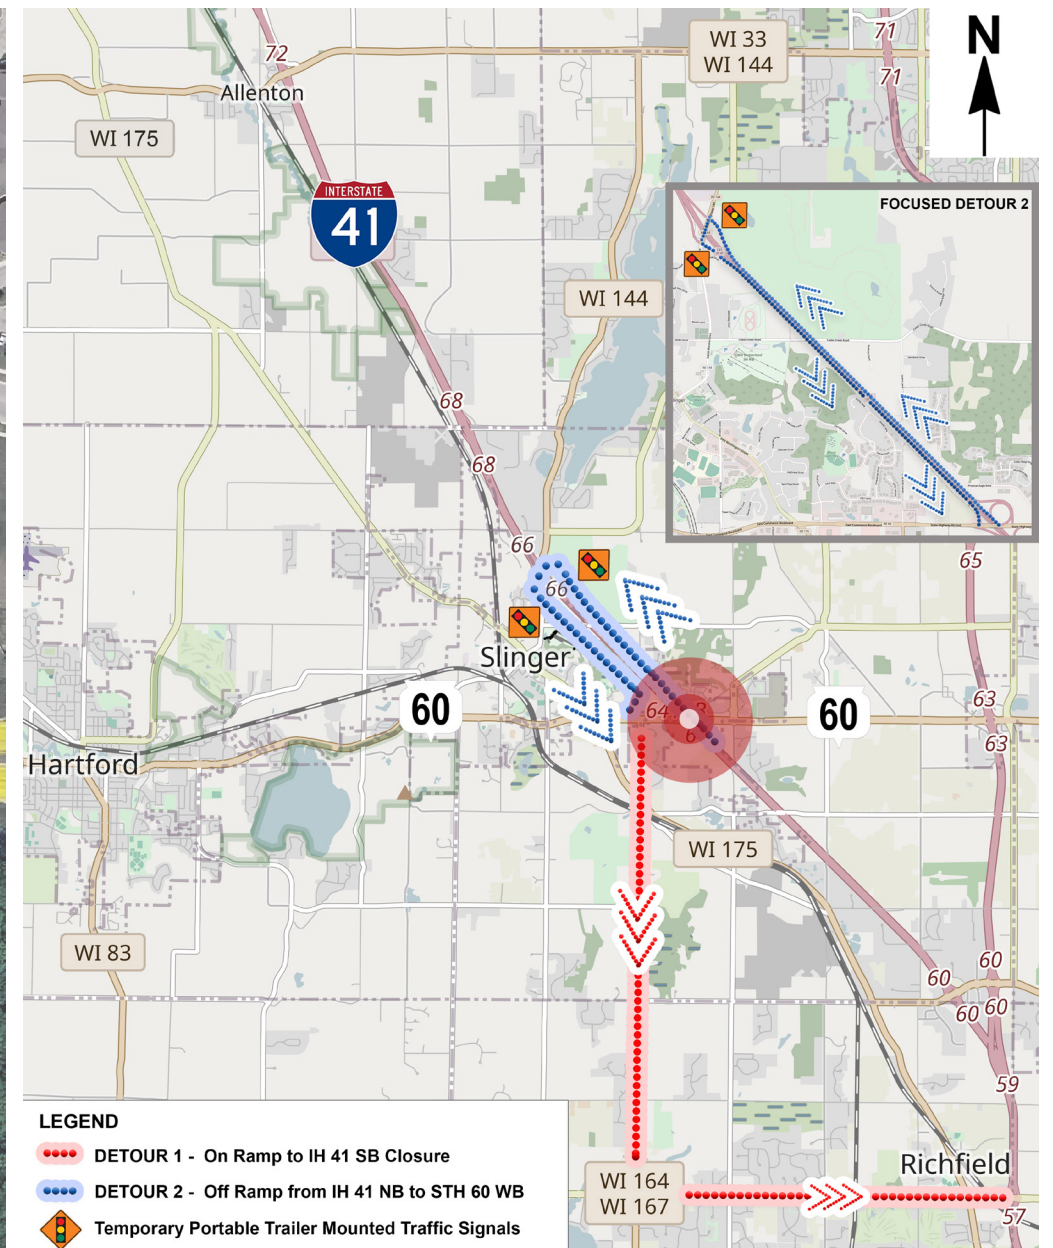 N
72
WI 33
WI 144
71
71
Allenton
WI 175
INTERSTATE
41
FOCUSED DETOUR 2
WI 144
68
68
66
66
65
Slinger
64
60
60
63
63
Hartford
WI 175
WI 83
60
60
60
60
59
LEGEND
DETOUR 1 - On Ramp to IH 41 SB Closure
DETOUR 2 - Off Ramp from IH 41 NB to STH 60 WB
Temporary Portable Trailer Mounted Traffic Signals
Richfield
WI 164
WI 167
57